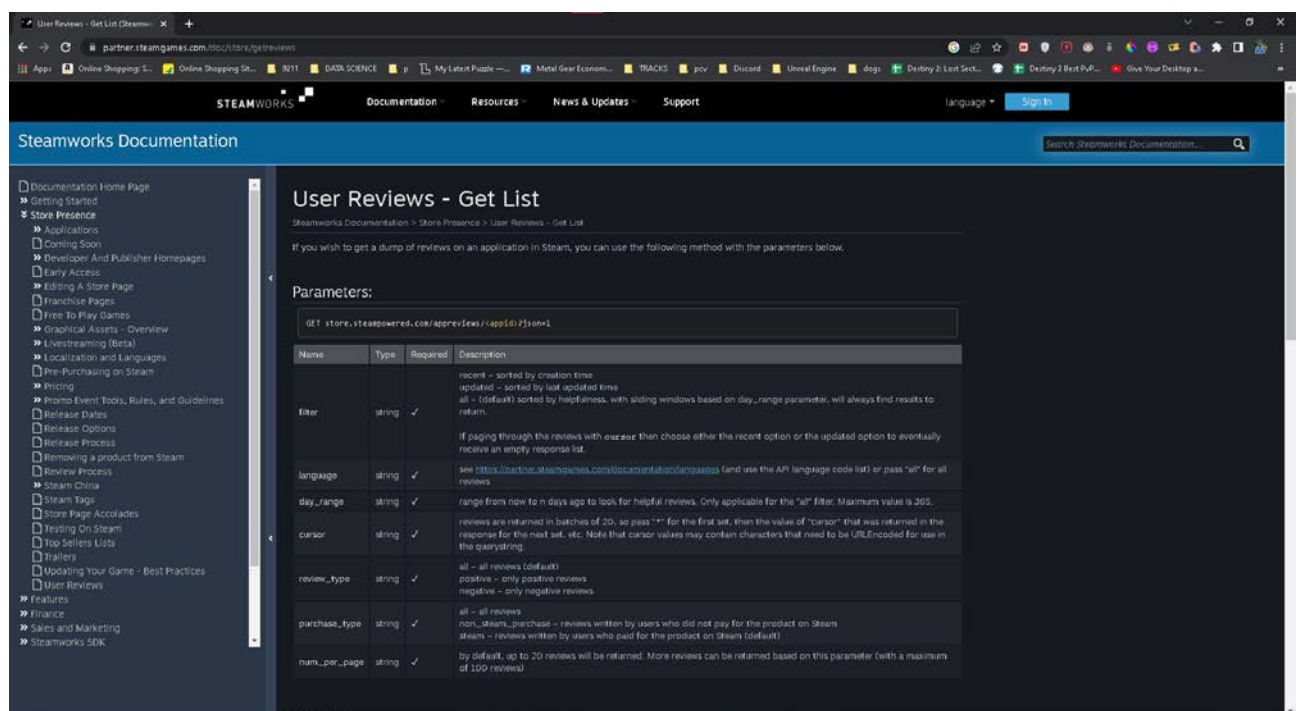 User Reviews - Get List (Steamwo
partner.steamgames.com/doc/store/getreviews
Apps
Online Shopping: S...
Online Shopping Sit...
9211
DATA SCIENCE
p
My Latest Puzzle —...
Metal Gear Econom...
TRACKS
pcv
Discord
Unreal Engine
dogs
Destiny 2: Lost Sect...
Destiny 2 Best PvP...
Give Your Desktop a...
STEAMWORKS
Documentation
Resources
News & Updates
Support
language
Sign In
Steamworks Documentation
Search Steamworks Documentation...
Documentation Home Page
Getting Started
Store Presence
Applications
Coming Soon
Developer And Publisher Homepages
Early Access
Editing A Store Page
Franchise Pages
Free To Play Games
Graphical Assets - Overview
Livestreaming (Beta)
Localization and Languages
Pre-Purchasing on Steam
Pricing
Promo Event Tools, Rules, and Guidelines
Release Dates
Release Options
Release Process
Removing a product from Steam
Review Process
Steam China
Steam Tags
Store Page Accolades
Testing On Steam
Top Sellers Lists
Trailers
Updating Your Game - Best Practices
User Reviews
Features
Finance
Sales and Marketing
Steamworks SDK
User Reviews - Get List
Steamworks Documentation > Store Presence > User Reviews - Get List
If you wish to get a dump of reviews on an application in Steam, you can use the following method with the parameters below.
Parameters:
GET store.steampowered.com/appreviews/<appid>?json=1
Name Type Required Description
filter string ✓
recent – sorted by creation time
updated – sorted by last updated time
all – (default) sorted by helpfulness, with sliding windows based on day_range parameter, will always find results to
return.
If paging through the reviews with cursor then choose either the recent option or the updated option to eventually
receive an empty response list.
language string ✓
see https://partner.steamgames.com/documentation/languages (and use the API language code list) or pass "all" for all
reviews
day_range string ✓ range from now to n days ago to look for helpful reviews. Only applicable for the "all" filter. Maximum value is 365.
cursor string ✓
reviews are returned in batches of 20, so pass "*" for the first set, then the value of "cursor" that was returned in the
response for the next set, etc. Note that cursor values may contain characters that need to be URLEncoded for use in
the querystring.
review_type string ✓
all – all reviews (default)
positive – only positive reviews
negative – only negative reviews
purchase_type string ✓
all – all reviews
non_steam_purchase – reviews written by users who did not pay for the product on Steam
steam – reviews written by users who paid for the product on Steam (default)
num_per_page string ✓
by default, up to 20 reviews will be returned. More reviews can be returned based on this parameter (with a maximum
of 100 reviews)